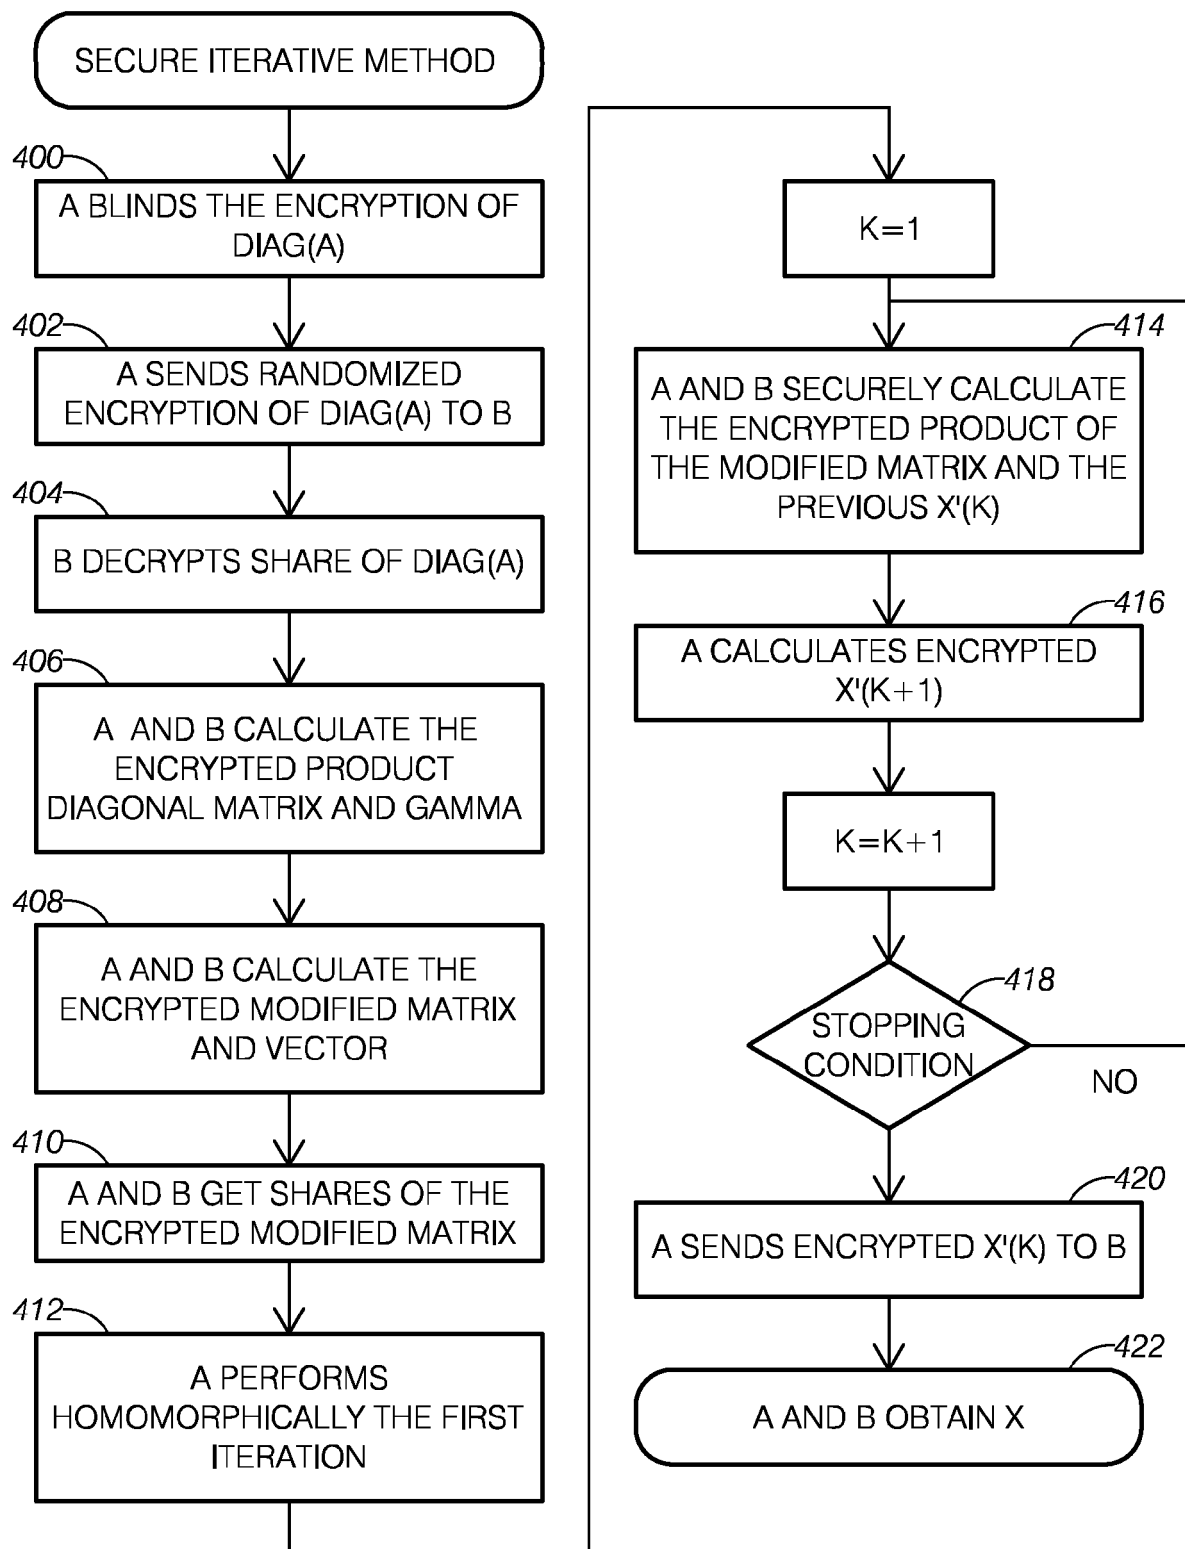 SECURE ITERATIVE METHOD
400
A BLINDS THE ENCRYPTION OF
DIAG(A)
402
A SENDS RANDOMIZED
ENCRYPTION OF DIAG(A) TO B
404
B DECRYPTS SHARE OF DIAG(A)
406
A AND B CALCULATE THE
ENCRYPTED PRODUCT
DIAGONAL MATRIX AND GAMMA
408
A AND B CALCULATE THE
ENCRYPTED MODIFIED MATRIX
AND VECTOR
410
A AND B GET SHARES OF THE
ENCRYPTED MODIFIED MATRIX
412
A PERFORMS
HOMOMORPHICALLY THE FIRST
ITERATION
K=1
414
A AND B SECURELY CALCULATE
THE ENCRYPTED PRODUCT OF
THE MODIFIED MATRIX AND THE
PREVIOUS X'(K)
416
A CALCULATES ENCRYPTED
X'(K+1)
K=K+1
418
STOPPING
CONDITION
NO
420
A SENDS ENCRYPTED X'(K) TO B
422
A AND B OBTAIN X